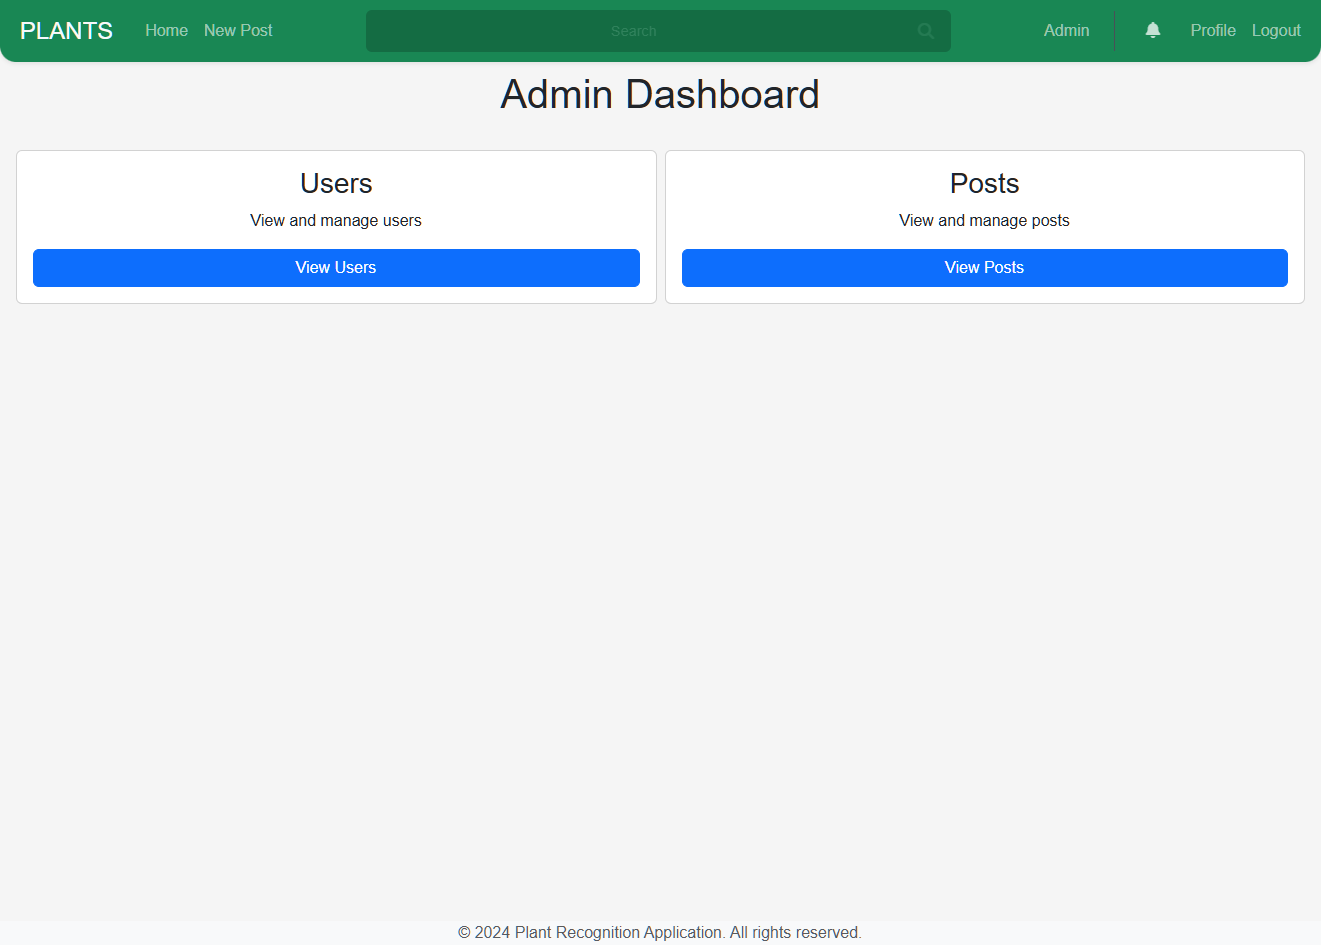 PLANTS Home New Post Search Admin Profile Logout
Admin Dashboard
Users
View and manage users
View Users
Posts
View and manage posts
View Posts
© 2024 Plant Recognition Application. All rights reserved.